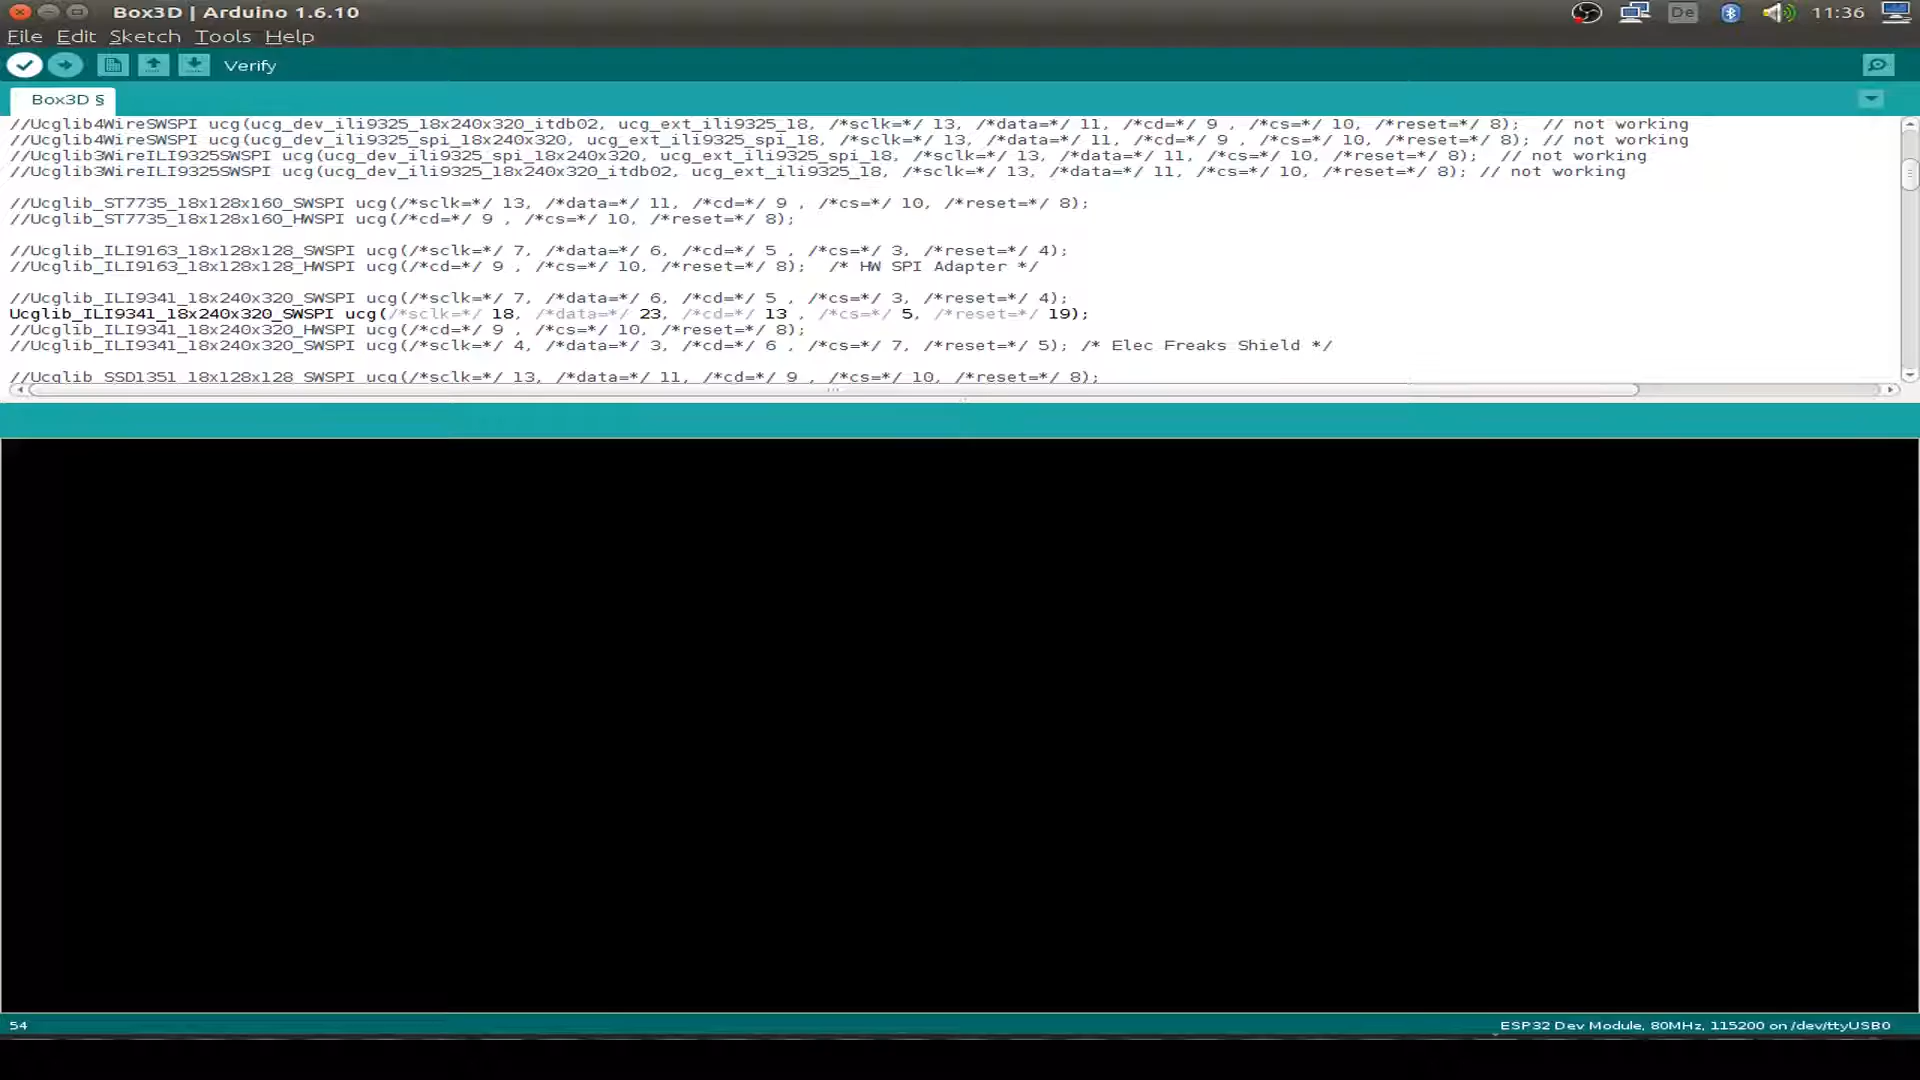 Box3D | Arduino 1.6.10
De
11:36
File Edit Sketch Tools Help
Verify
Box3D §
//Ucglib4WireSWSPI ucg(ucg_dev_ili9325_18x240x320_itdb02, ucg_ext_ili9325_18, /*sclk=*/ 13, /*data=*/ 11, /*cd=*/ 9 , /*cs=*/ 10, /*reset=*/ 8);  // not working
//Ucglib4WireSWSPI ucg(ucg_dev_ili9325_spi_18x240x320, ucg_ext_ili9325_spi_18, /*sclk=*/ 13, /*data=*/ 11, /*cd=*/ 9 , /*cs=*/ 10, /*reset=*/ 8); // not working
//Ucglib3WireILI9325SWSPI ucg(ucg_dev_ili9325_spi_18x240x320, ucg_ext_ili9325_spi_18, /*sclk=*/ 13, /*data=*/ 11, /*cs=*/ 10, /*reset=*/ 8);  // not working
//Ucglib3WireILI9325SWSPI ucg(ucg_dev_ili9325_18x240x320_itdb02, ucg_ext_ili9325_18, /*sclk=*/ 13, /*data=*/ 11, /*cs=*/ 10, /*reset=*/ 8); // not working
//Ucglib_ST7735_18x128x160_SWSPI ucg(/*sclk=*/ 13, /*data=*/ 11, /*cd=*/ 9 , /*cs=*/ 10, /*reset=*/ 8);
//Ucglib_ST7735_18x128x160_HWSPI ucg(/*cd=*/ 9 , /*cs=*/ 10, /*reset=*/ 8);
//Ucglib_ILI9163_18x128x128_SWSPI ucg(/*sclk=*/ 7, /*data=*/ 6, /*cd=*/ 5 , /*cs=*/ 3, /*reset=*/ 4);
//Ucglib_ILI9163_18x128x128_HWSPI ucg(/*cd=*/ 9 , /*cs=*/ 10, /*reset=*/ 8);  /* HW SPI Adapter */
//Ucglib_ILI9341_18x240x320_SWSPI ucg(/*sclk=*/ 7, /*data=*/ 6, /*cd=*/ 5 , /*cs=*/ 3, /*reset=*/ 4);
Ucglib_ILI9341_18x240x320_SWSPI ucg(/*sclk=*/ 18, /*data=*/ 23, /*cd=*/ 13 , /*cs=*/ 5, /*reset=*/ 19);
//Ucglib_ILI9341_18x240x320_HWSPI ucg(/*cd=*/ 9 , /*cs=*/ 10, /*reset=*/ 8);
//Ucglib_ILI9341_18x240x320_SWSPI ucg(/*sclk=*/ 4, /*data=*/ 3, /*cd=*/ 6 , /*cs=*/ 7, /*reset=*/ 5); /* Elec Freaks Shield */
//Ucglib_SSD1351_18x128x128_SWSPI ucg(/*sclk=*/ 13, /*data=*/ 11, /*cd=*/ 9 , /*cs=*/ 10, /*reset=*/ 8);
54
ESP32 Dev Module, 80MHz, 115200 on /dev/ttyUSB0